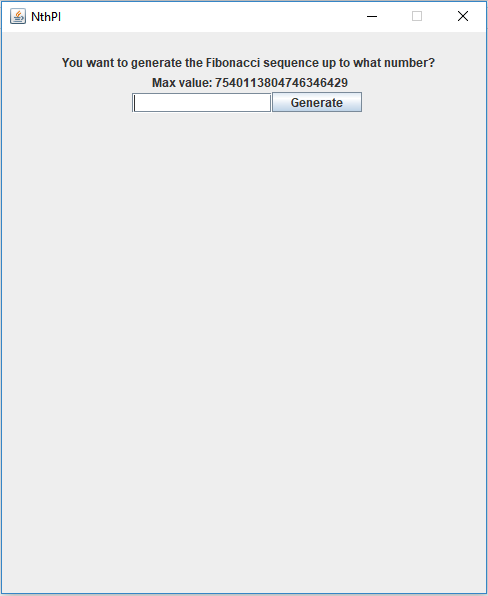 NthPI
You want to generate the Fibonacci sequence up to what number?
Max value: 7540113804746346429
Generate